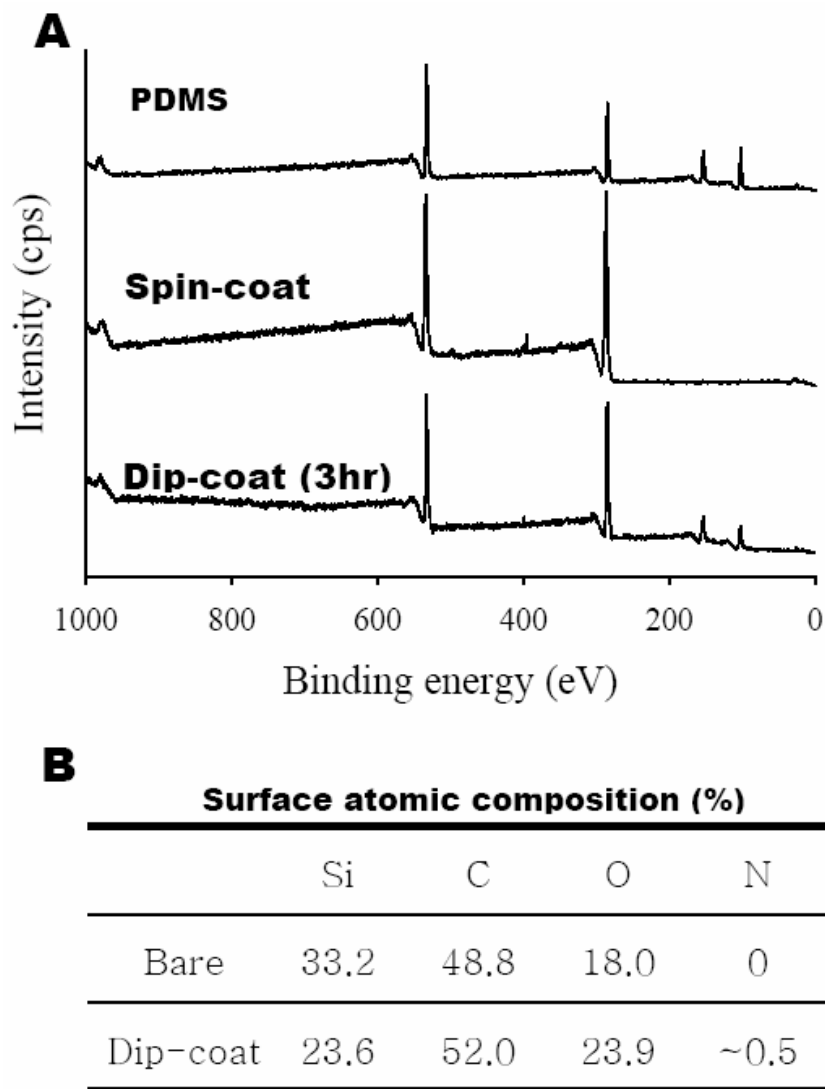 A
PDMS
Spin-coat
Dip-coat (3hr)
Intensity (cps)
1000 800 600 400 200 0
Binding energy (eV)
B
Surface atomic composition (%)
Si C O N
Bare 33.2 48.8 18.0 0
Dip-coat 23.6 52.0 23.9 ~0.5